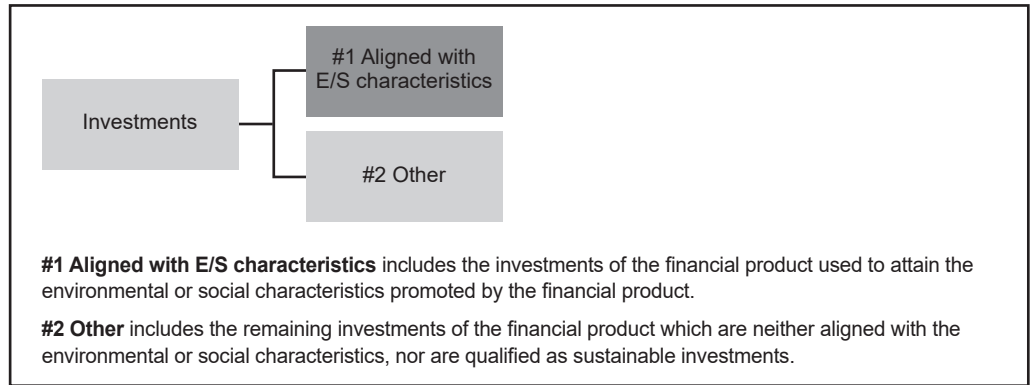 #1 Aligned with
E/S characteristics
Investments
#2 Other
#1 Aligned with E/S characteristics includes the investments of the financial product used to attain the
environmental or social characteristics promoted by the financial product.
#2 Other includes the remaining investments of the financial product which are neither aligned with the
environmental or social characteristics, nor are qualified as sustainable investments.